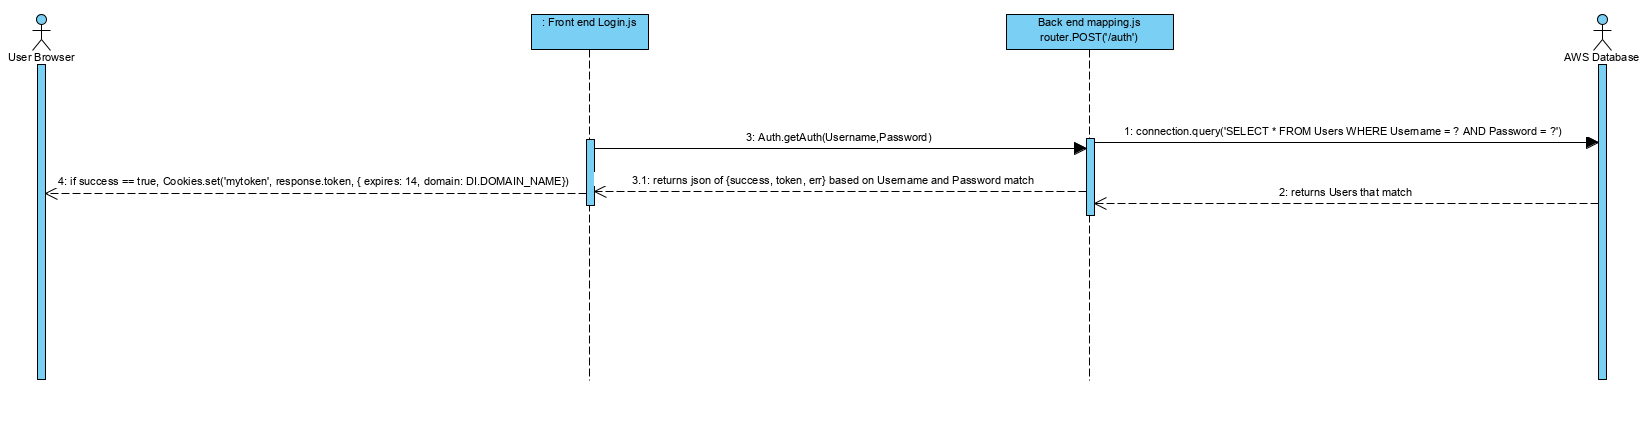 : Front end Login.js
Back end mapping.js
router.POST('/auth')
User Browser
AWS Database
1: connection.query('SELECT * FROM Users WHERE Username = ? AND Password = ?')
3: Auth.getAuth(Username,Password)
4: if success == true, Cookies.set('mytoken', response.token, { expires: 14, domain: DI.DOMAIN_NAME})
3.1: returns json of {success, token, err} based on Username and Password match
2: returns Users that match